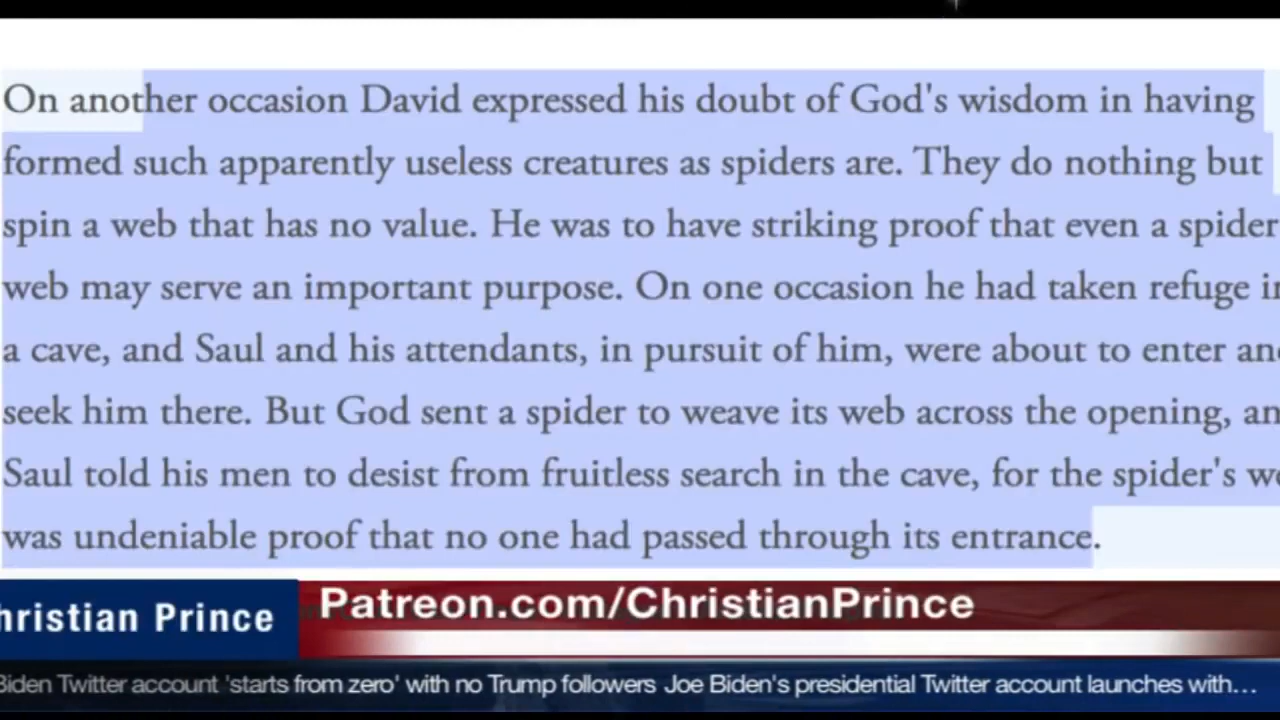 On another occasion David expressed his doubt of God's wisdom in having
formed such apparently useless creatures as spiders are. They do nothing but
spin a web that has no value. He was to have striking proof that even a spider
web may serve an important purpose. On one occasion he had taken refuge
a cave, and Saul and his attendants, in pursuit of him, were about to enter
seek him there. But God sent a spider to weave its web across the opening,
Saul told his men to desist from fruitless search in the cave, for the spider's
was undeniable proof that no one had passed through its entrance.
hristian Prince
Patreon.com/ChristianPrince
Biden Twitter account 'starts from zero' with no Trump followers Joe Biden's presidential Twitter account launches with…